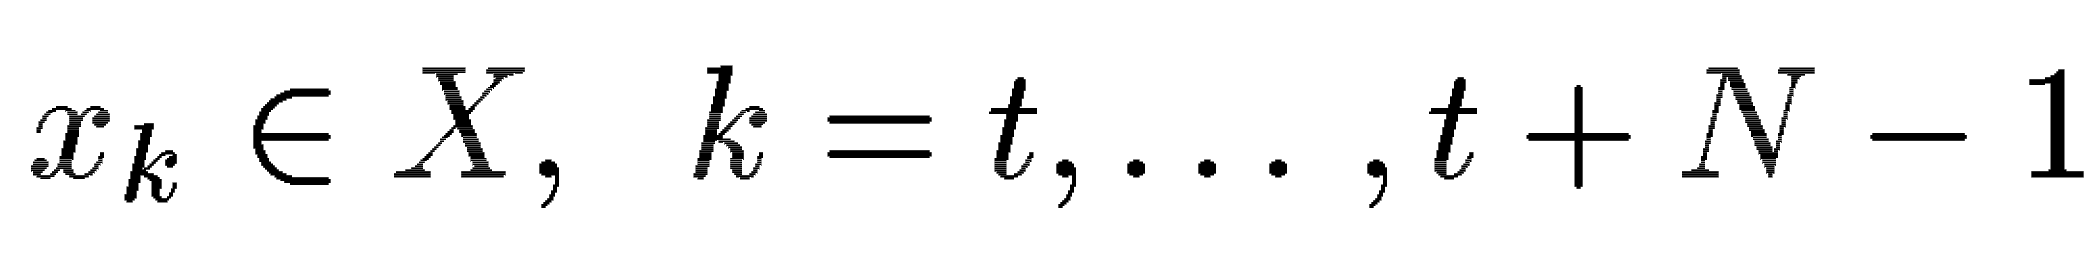 x_k ∈ X, k = t, . . . , t + N − 1